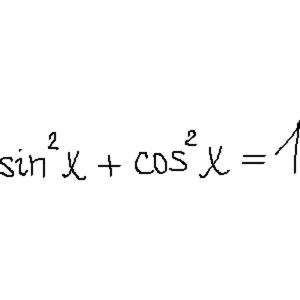 sin²x + cos²x = 1